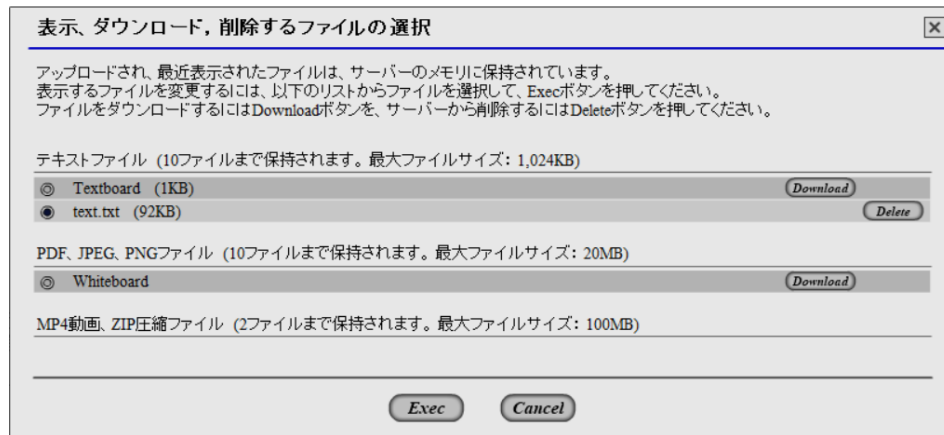 表示、ダウンロード，削除するファイルの選択
アップロードされ、最近表示されたファイルは、サーバーのメモリに保持されています。
表示するファイルを変更するには、以下のリストからファイルを選択して、Execボタンを押してください。
ファイルをダウンロードするにはDownloadボタンを、サーバーから削除するにはDeleteボタンを押してください。
テキストファイル (10ファイルまで保持されます。最大ファイルサイズ: 1,024KB)
Textboard (1KB) Download
text.txt (92KB) Delete
PDF、JPEG、PNGファイル (10ファイルまで保持されます。最大ファイルサイズ: 20MB)
Whiteboard Download
MP4動画、ZIP圧縮ファイル (2ファイルまで保持されます。最大ファイルサイズ: 100MB)
Exec Cancel